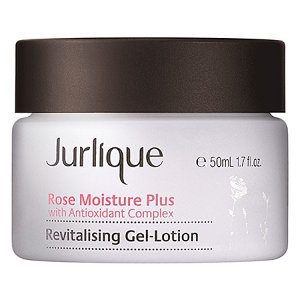 Jurlique
℮ 50mL 1.7 fl.oz.
Rose Moisture Plus
with Antioxidant Complex
Revitalising Gel-Lotion